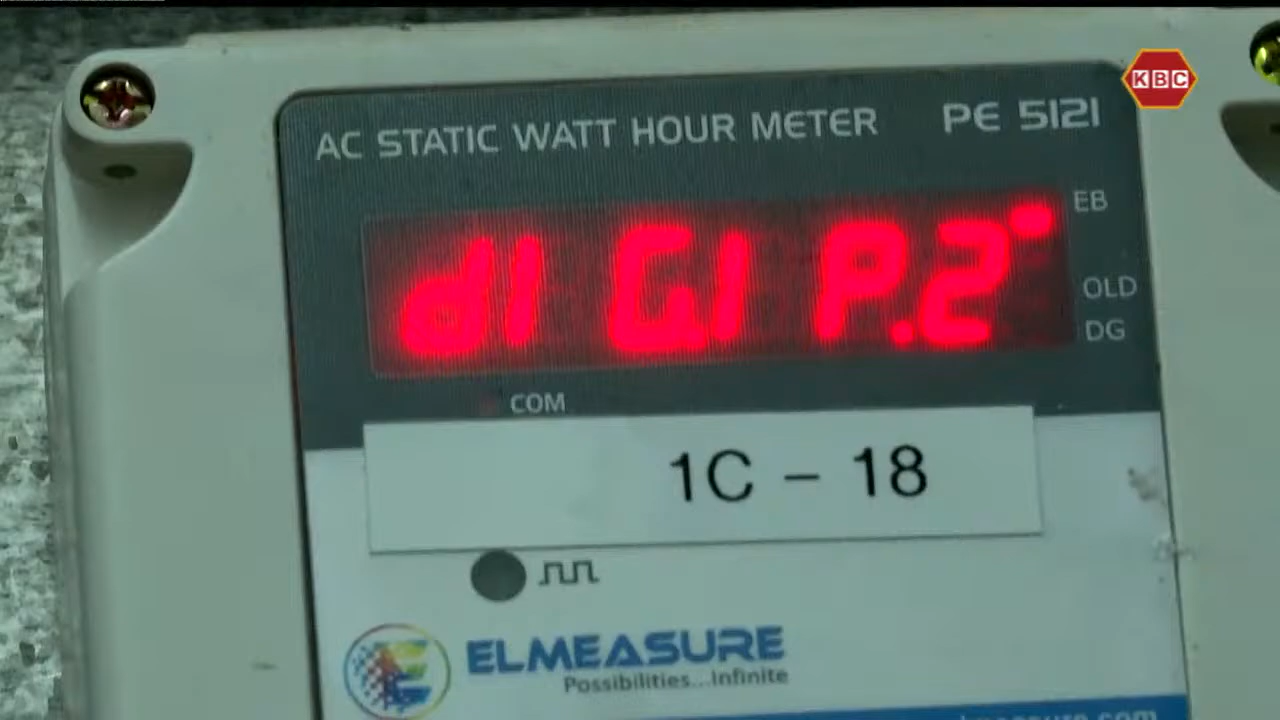 KBC
AC STATIC WATT HOUR METER PE 5121
EB
dI G.I P.2
OLD
DG
COM
1C – 18
ELMEASURE
Possibilities...Infinite